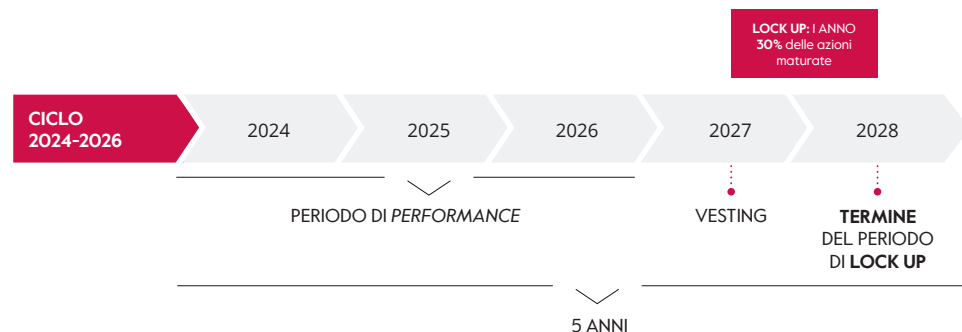 LOCK UP: I ANNO
30% delle azioni
maturate
CICLO
2024-2026
2024
2025
2026
2027
2028
PERIODO DI PERFORMANCE
VESTING
TERMINE
DEL PERIODO
DI LOCK UP
5 ANNI